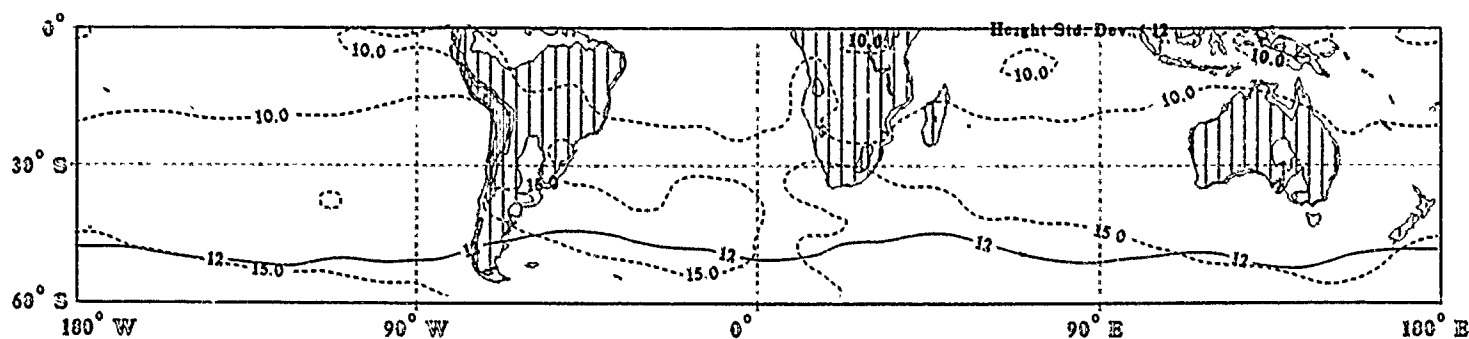 0° Height Std. Dev. ( 12
10.0 10.0 10.0 10.0
10.0 10.0
30° S
15.0
15.0
12 12 12 12
15.0 15.0
60° S
180° W 90° W 0° 90° E 180° E